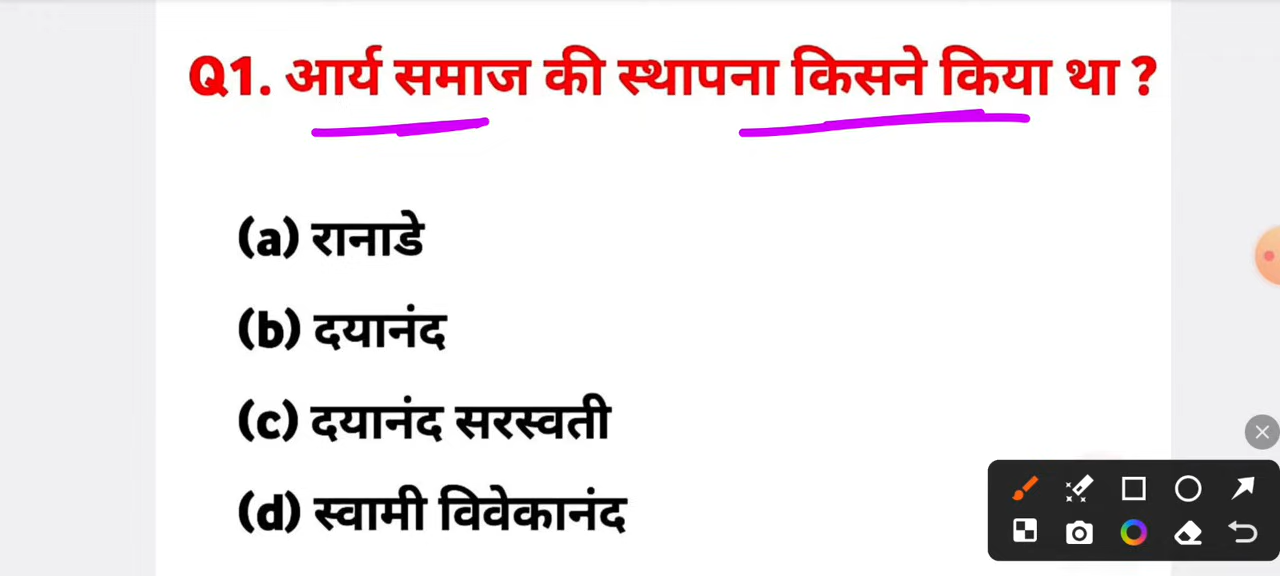 Q1. आर्य समाज की स्थापना किसने किया था ?
(a) रानाडे
(b) दयानंद
(c) दयानंद सरस्वती
(d) स्वामी विवेकानंद